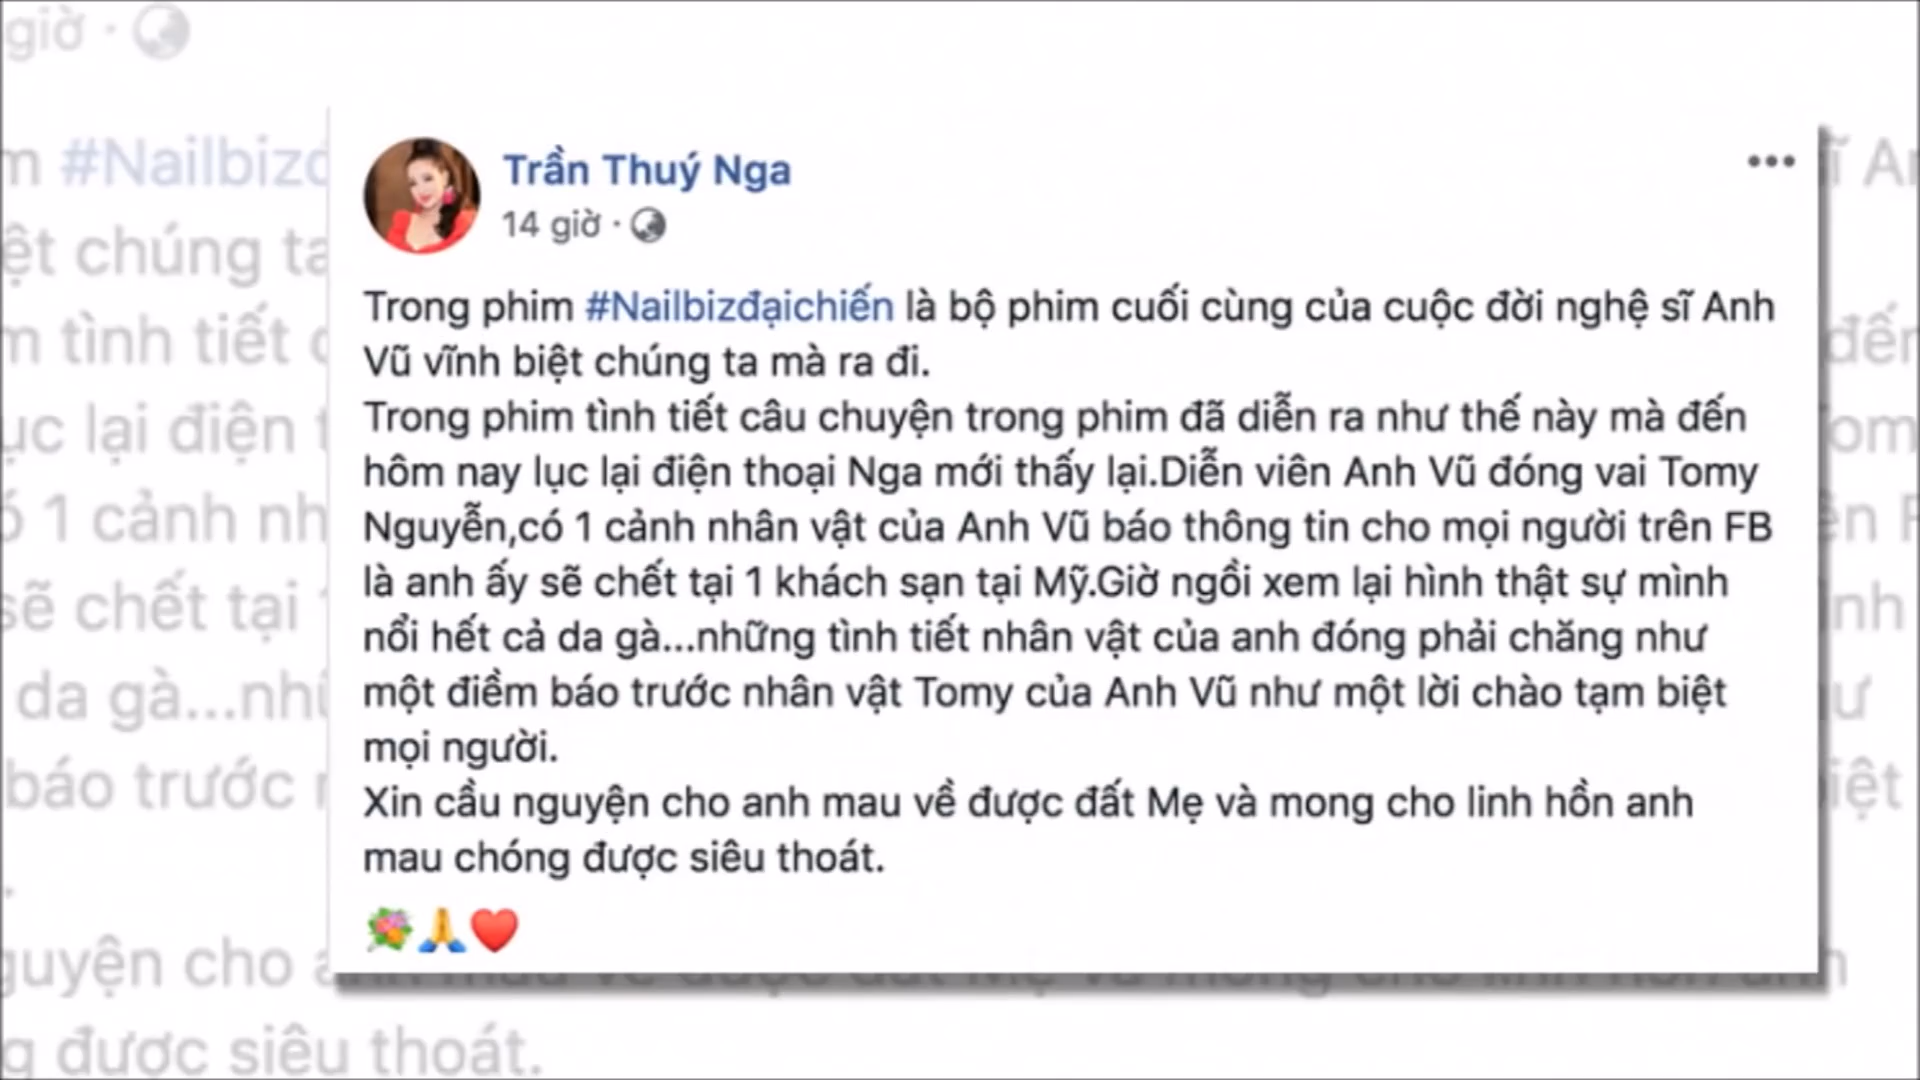 Trần Thuý Nga
14 giờ ·
Trong phim #Nailbizđạichiến là bộ phim cuối cùng của cuộc đời nghệ sĩ Anh
Vũ vĩnh biệt chúng ta mà ra đi.
Trong phim tình tiết câu chuyện trong phim đã diễn ra như thế này mà đến
hôm nay lục lại điện thoại Nga mới thấy lại.Diễn viên Anh Vũ đóng vai Tomy
Nguyễn,có 1 cảnh nhân vật của Anh Vũ báo thông tin cho mọi người trên FB
là anh ấy sẽ chết tại 1 khách sạn tại Mỹ.Giờ ngồi xem lại hình thật sự mình
nổi hết cả da gà...những tình tiết nhân vật của anh đóng phải chăng như
một điềm báo trước nhân vật Tomy của Anh Vũ như một lời chào tạm biệt
mọi người.
Xin cầu nguyện cho anh mau về được đất Mẹ và mong cho linh hồn anh
mau chóng được siêu thoát.
💐🙏❤️